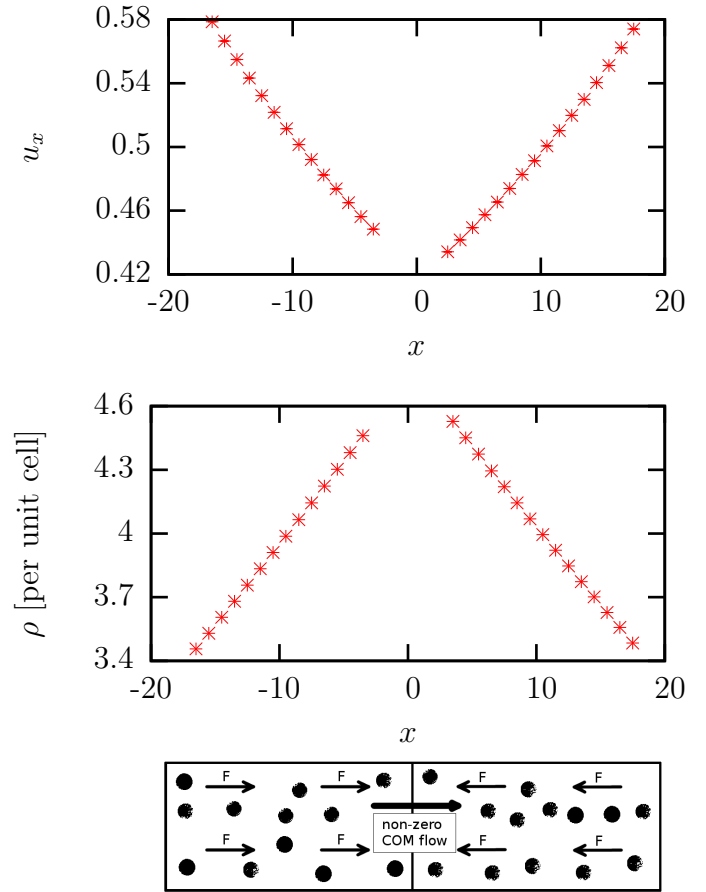 0.58
0.54
0.5
0.46
0.42
u_x
-20 -10 0 10 20
x
4.6
4.3
4
3.7
3.4
ρ [per unit cell]
-20 -10 0 10 20
x
F F F F
non-zero
COM flow
F F F F